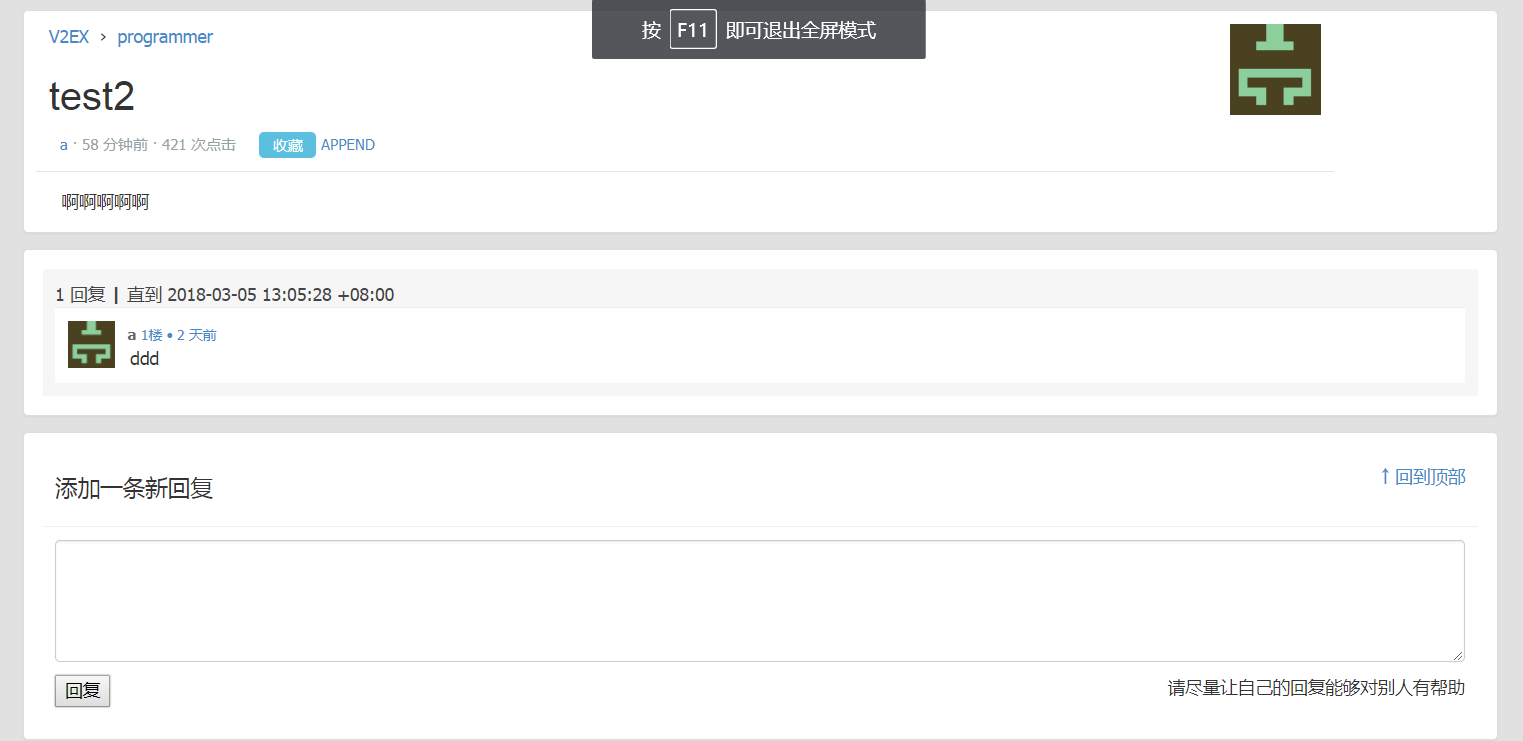 按 F11 即可退出全屏模式
V2EX › programmer
test2
a · 58 分钟前 · 421 次点击 收藏 APPEND
啊啊啊啊啊
1 回复 | 直到 2018-03-05 13:05:28 +08:00
a 1楼 • 2 天前
ddd
添加一条新回复
↑ 回到顶部
回复
请尽量让自己的回复能够对别人有帮助